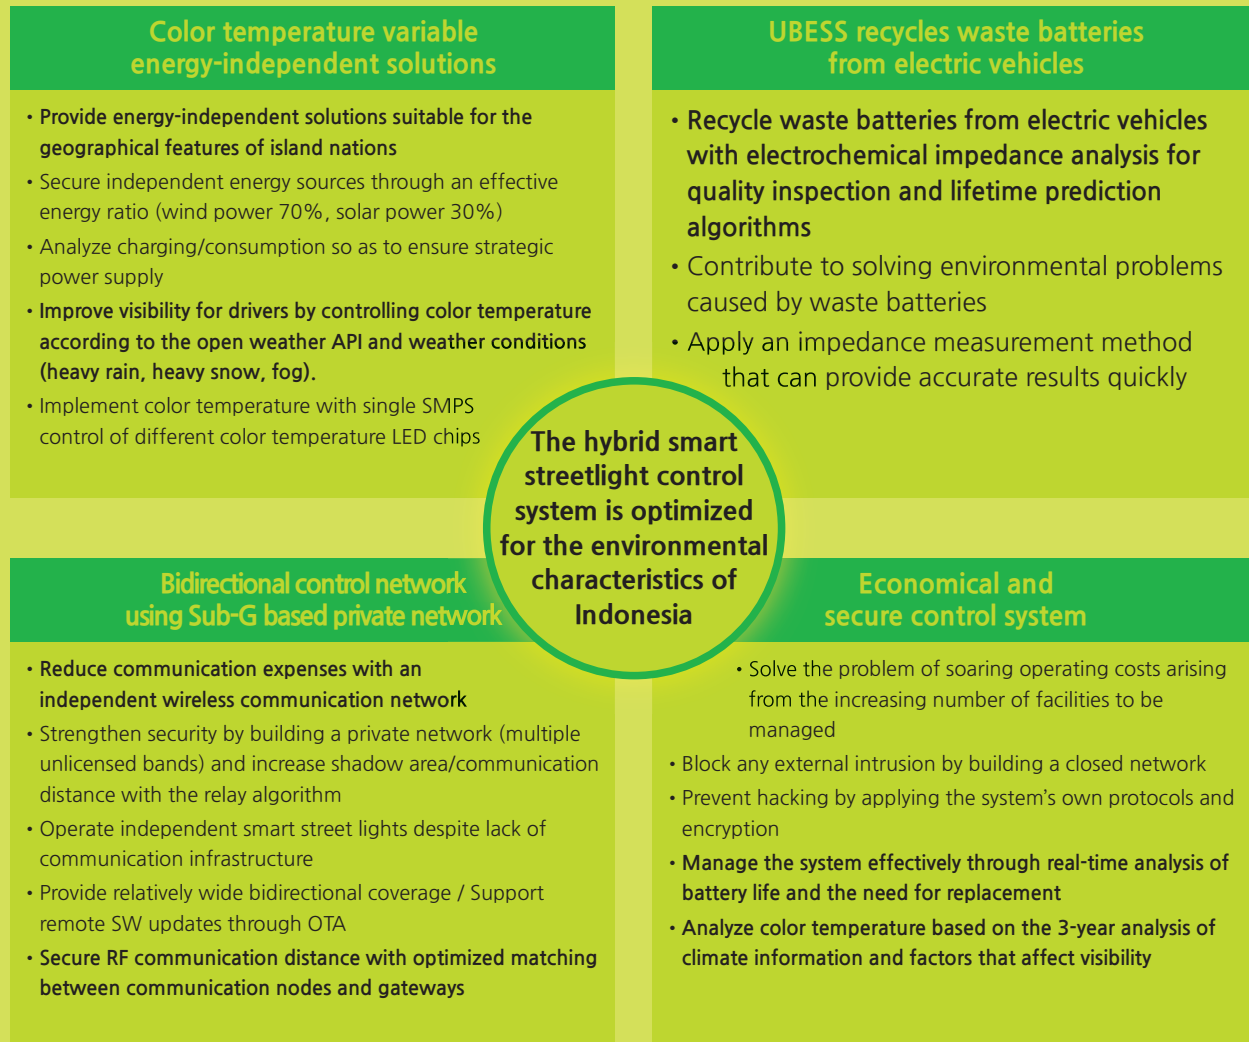 Color temperature variable
energy-independent solutions
• Provide energy-independent solutions suitable for the
geographical features of island nations
• Secure independent energy sources through an effective
energy ratio (wind power 70%, solar power 30%)
• Analyze charging/consumption so as to ensure strategic
power supply
• Improve visibility for drivers by controlling color temperature
according to the open weather API and weather conditions
(heavy rain, heavy snow, fog).
• Implement color temperature with single SMPS
control of different color temperature LED chips
UBESS recycles waste batteries
from electric vehicles
• Recycle waste batteries from electric vehicles
with electrochemical impedance analysis for
quality inspection and lifetime prediction
algorithms
• Contribute to solving environmental problems
caused by waste batteries
• Apply an impedance measurement method
that can provide accurate results quickly
The hybrid smart
streetlight control
system is optimized
for the environmental
characteristics of
Indonesia
Bidirectional control network
using Sub-G based private network
• Reduce communication expenses with an
independent wireless communication network
• Strengthen security by building a private network (multiple
unlicensed bands) and increase shadow area/communication
distance with the relay algorithm
• Operate independent smart street lights despite lack of
communication infrastructure
• Provide relatively wide bidirectional coverage / Support
remote SW updates through OTA
• Secure RF communication distance with optimized matching
between communication nodes and gateways
Economical and
secure control system
• Solve the problem of soaring operating costs arising
from the increasing number of facilities to be
managed
• Block any external intrusion by building a closed network
• Prevent hacking by applying the system's own protocols and
encryption
• Manage the system effectively through real-time analysis of
battery life and the need for replacement
• Analyze color temperature based on the 3-year analysis of
climate information and factors that affect visibility